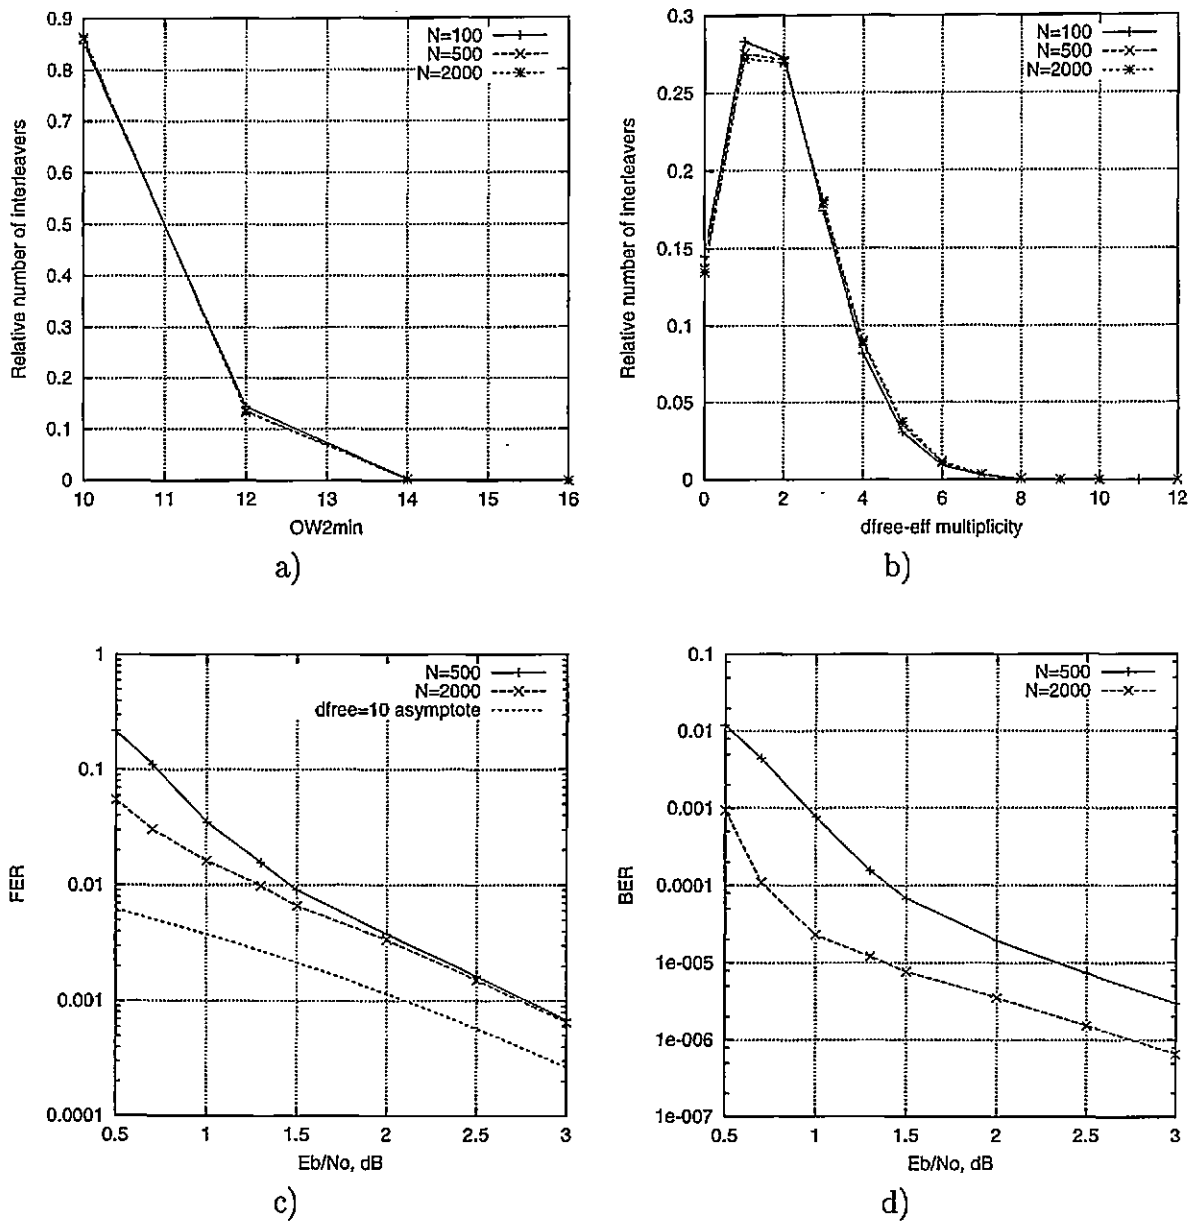 0.9
0.8
0.7
0.6
0.5
0.4
0.3
0.2
0.1
0
10 11 12 13 14 15 16
Relative number of interleavers
OW2min
N=100
N=500
N=2000
a)
0.3
0.25
0.2
0.15
0.1
0.05
0
0 2 4 6 8 10 12
Relative number of interleavers
dfree-eff multiplicity
N=100
N=500
N=2000
b)
1
0.1
0.01
0.001
0.0001
0.5 1 1.5 2 2.5 3
FER
Eb/No, dB
N=500
N=2000
dfree=10 asymptote
c)
0.1
0.01
0.001
0.0001
1e-005
1e-006
1e-007
0.5 1 1.5 2 2.5 3
BER
Eb/No, dB
N=500
N=2000
d)